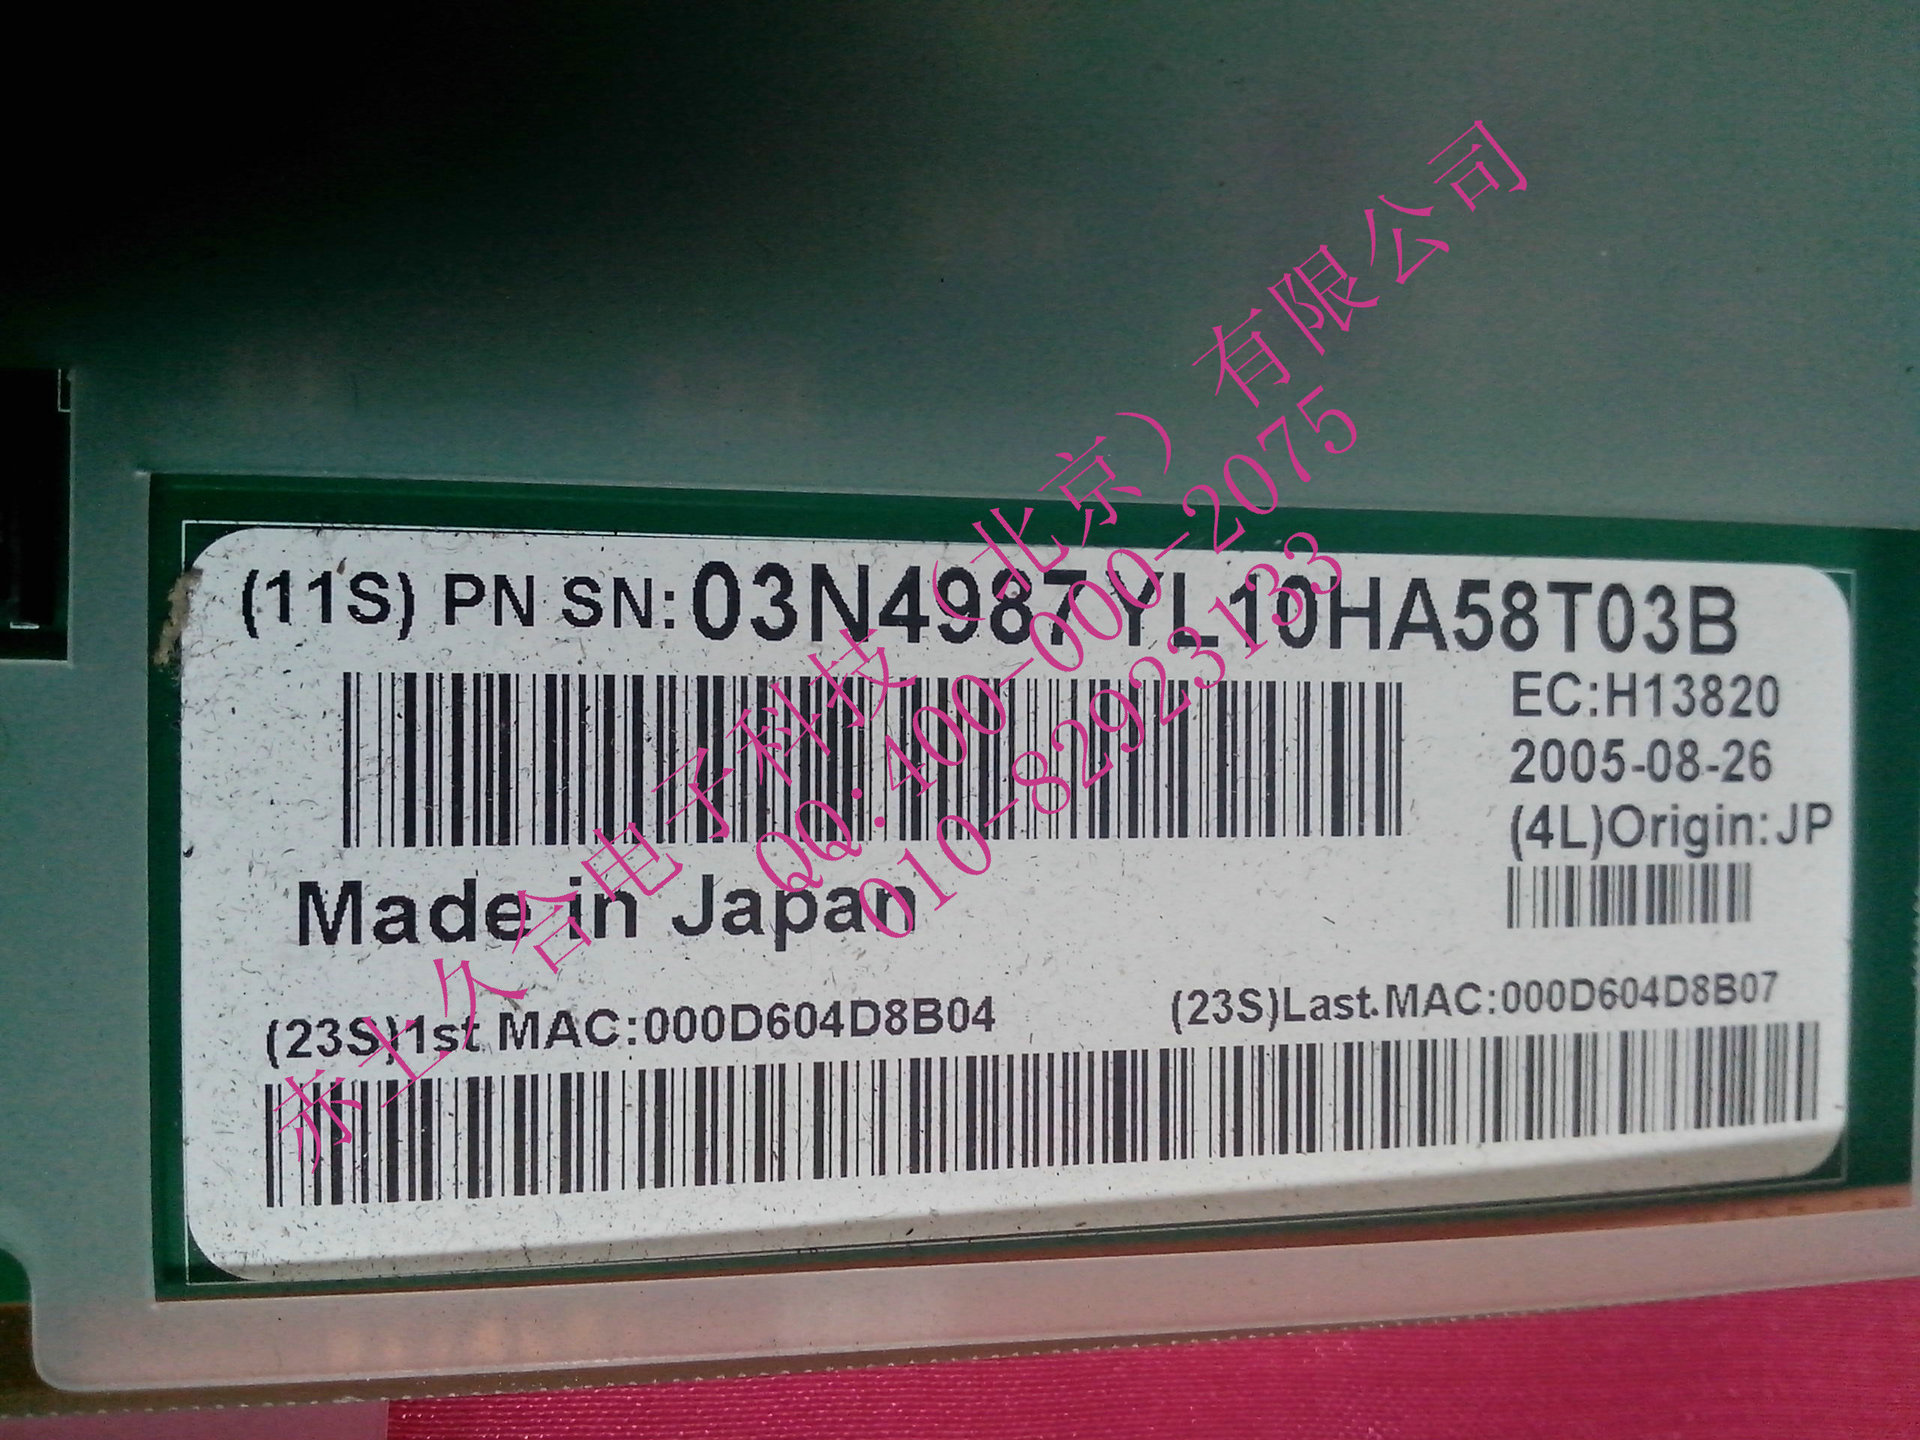 (11S) PN SN:03N4987YL10HA58T03B
EC:H13820
2005-08-26
(4L)Origin:JP
Made in Japan
(23S)1st MAC:000D604D8B04
(23S)Last.MAC:000D604D8B07
赤土久合电子科技（北京）有限公司
QQ:400-000-2075
010-82923133